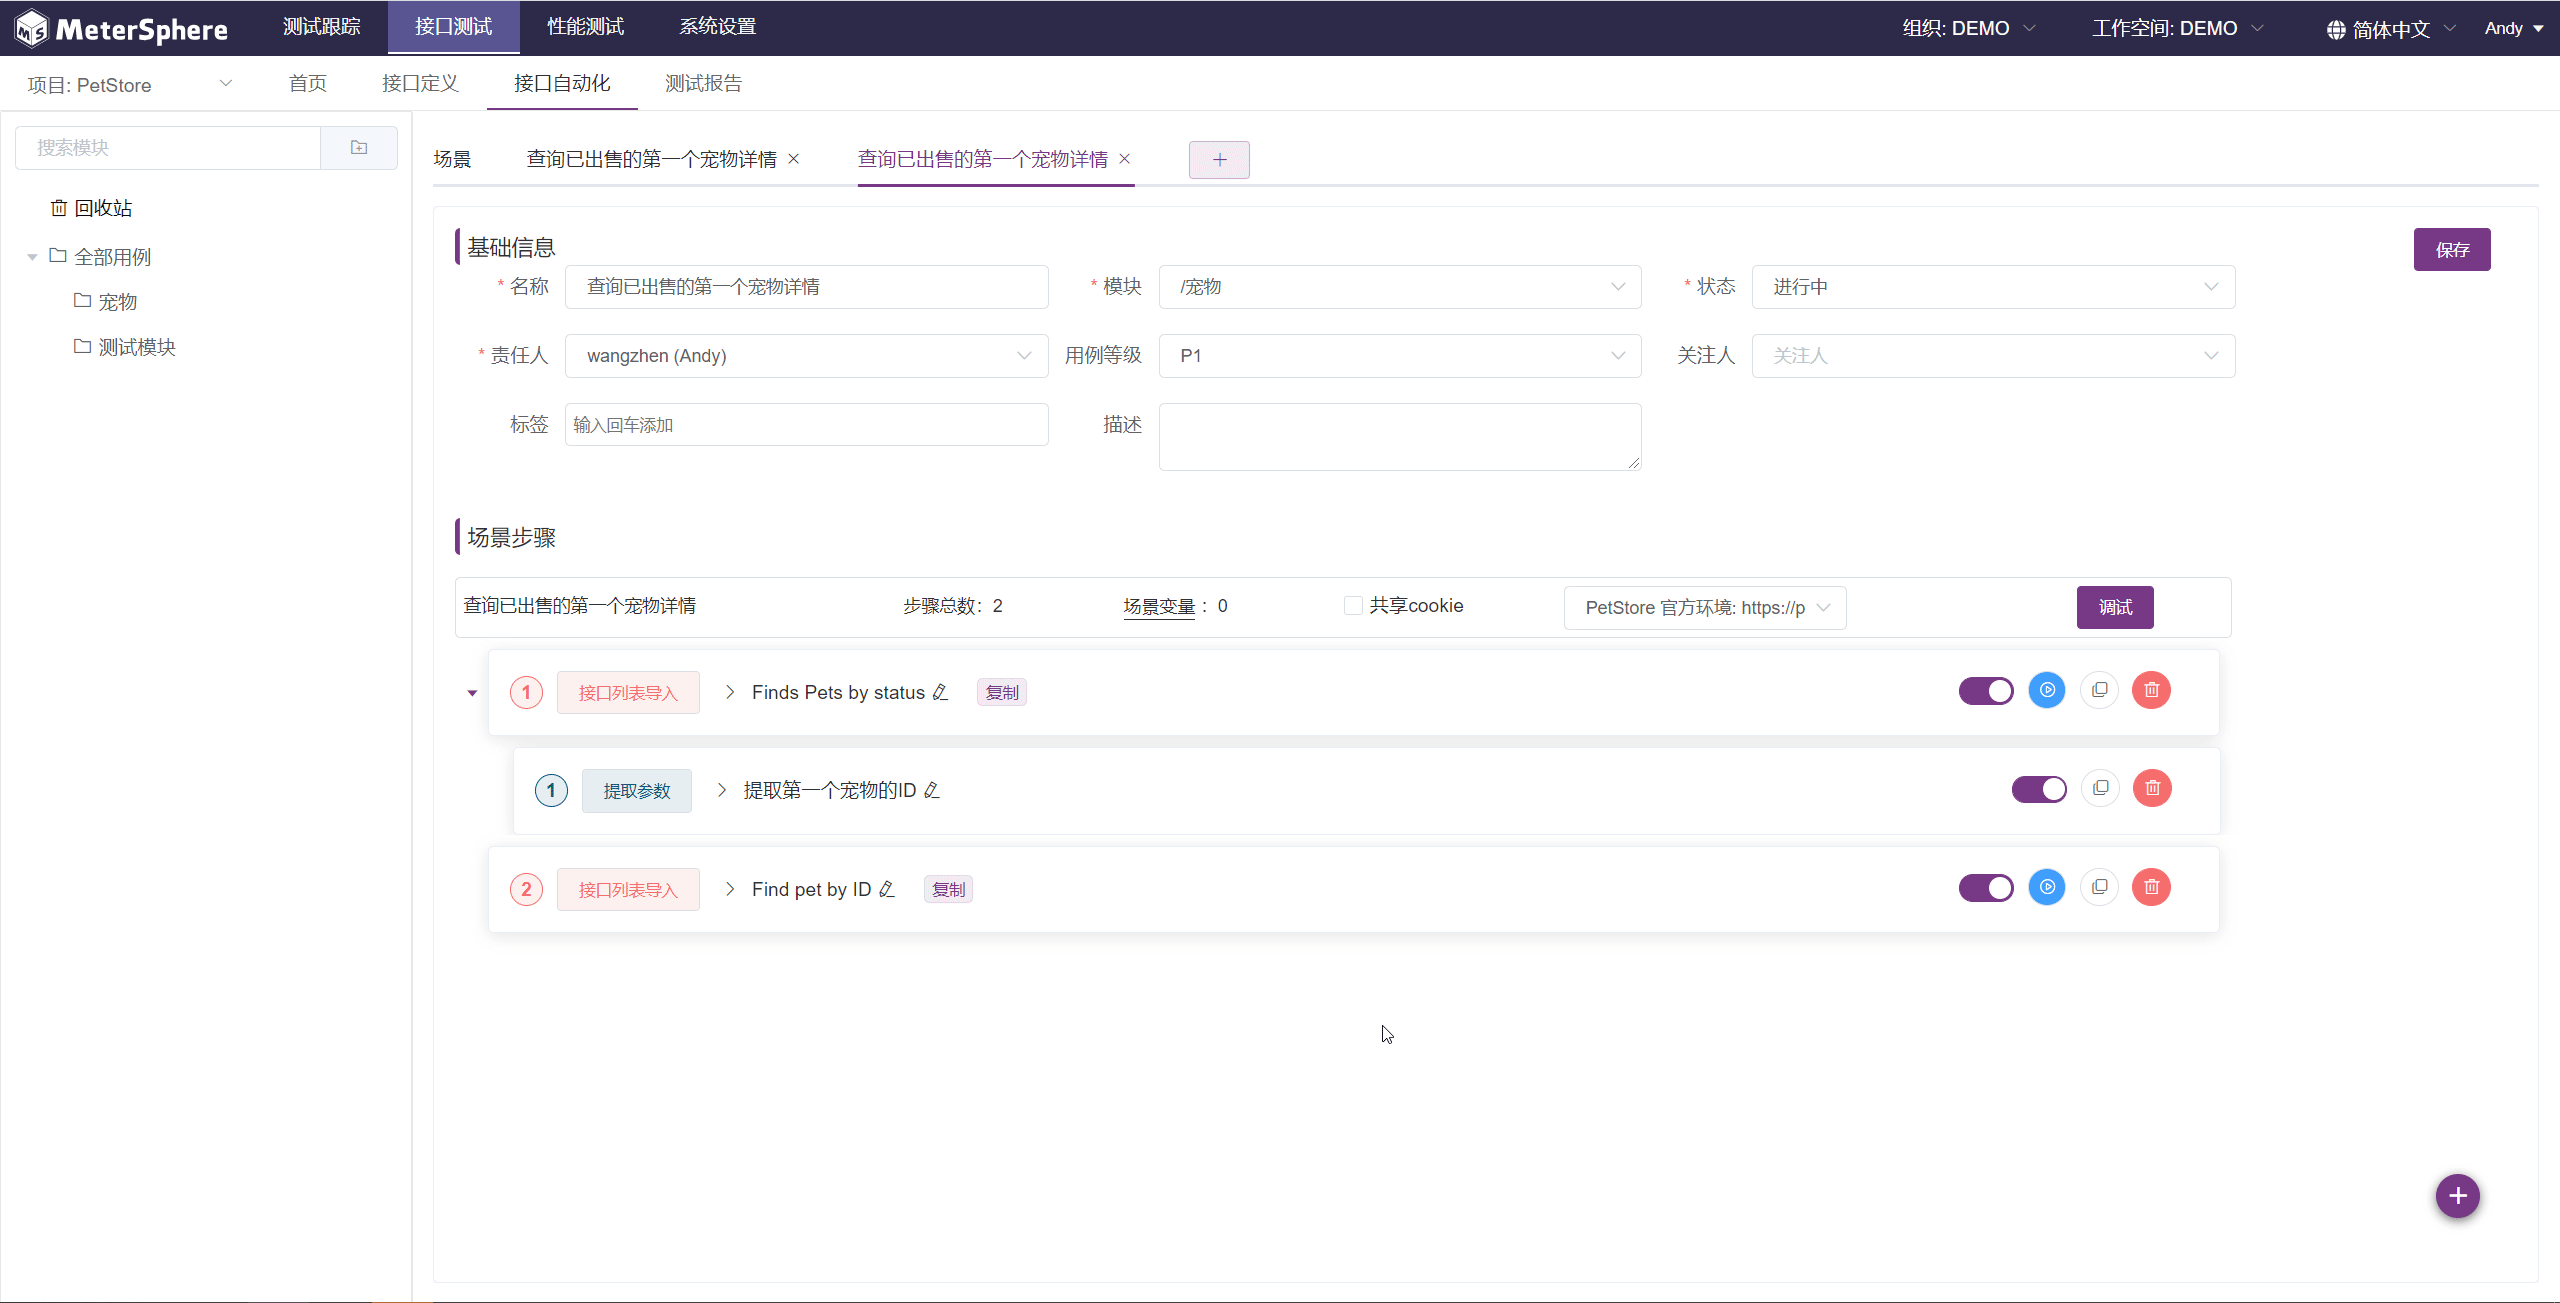 MeterSphere 测试跟踪 接口测试 性能测试 系统设置 组织: DEMO 工作空间: DEMO 简体中文 Andy
项目: PetStore 首页 接口定义 接口自动化 测试报告
搜索模块
回收站
全部用例
宠物
测试模块
场景 查询已出售的第一个宠物详情 查询已出售的第一个宠物详情
基础信息 保存
* 名称 查询已出售的第一个宠物详情 * 模块 /宠物 * 状态 进行中
* 责任人 wangzhen (Andy) 用例等级 P1 关注人 关注人
标签 输入回车添加 描述
场景步骤
查询已出售的第一个宠物详情 步骤总数: 2 场景变量 : 0 共享cookie PetStore 官方环境: https://p 调试
1 接口列表导入 Finds Pets by status 复制
1 提取参数 提取第一个宠物的ID
2 接口列表导入 Find pet by ID 复制